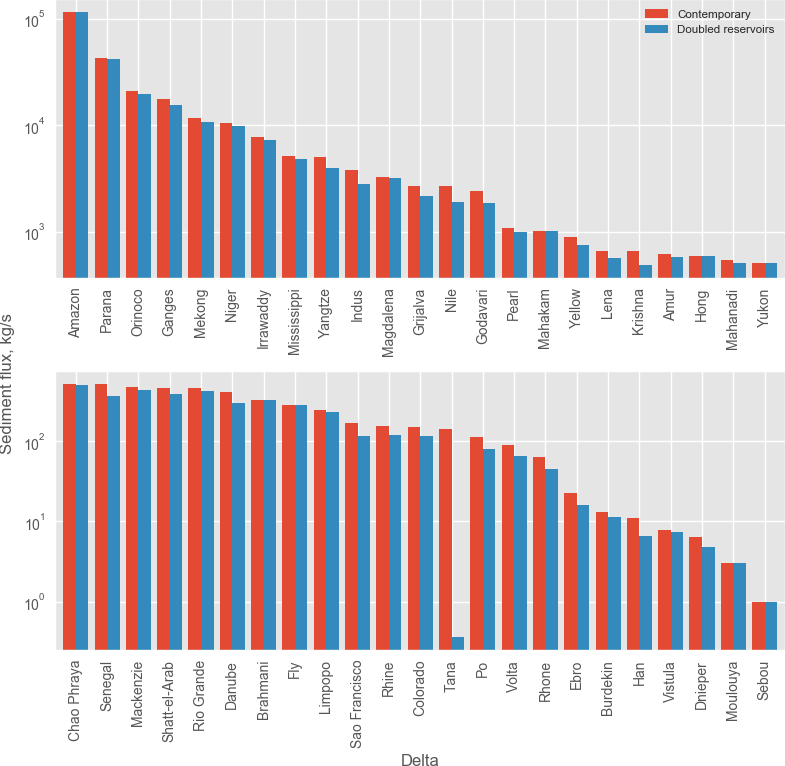 Contemporary
Doubled reservoirs
10^5
10^4
10^3
Amazon
Parana
Orinoco
Ganges
Mekong
Niger
Irrawaddy
Mississippi
Yangtze
Indus
Magdalena
Grijalva
Nile
Godavari
Pearl
Mahakam
Yellow
Lena
Krishna
Amur
Hong
Mahanadi
Yukon
Sediment flux, kg/s
10^2
10^1
10^0
Chao Phraya
Senegal
Mackenzie
Shatt-el-Arab
Rio Grande
Danube
Brahmani
Fly
Limpopo
Sao Francisco
Rhine
Colorado
Tana
Po
Volta
Rhone
Ebro
Burdekin
Han
Vistula
Dnieper
Moulouya
Sebou
Delta